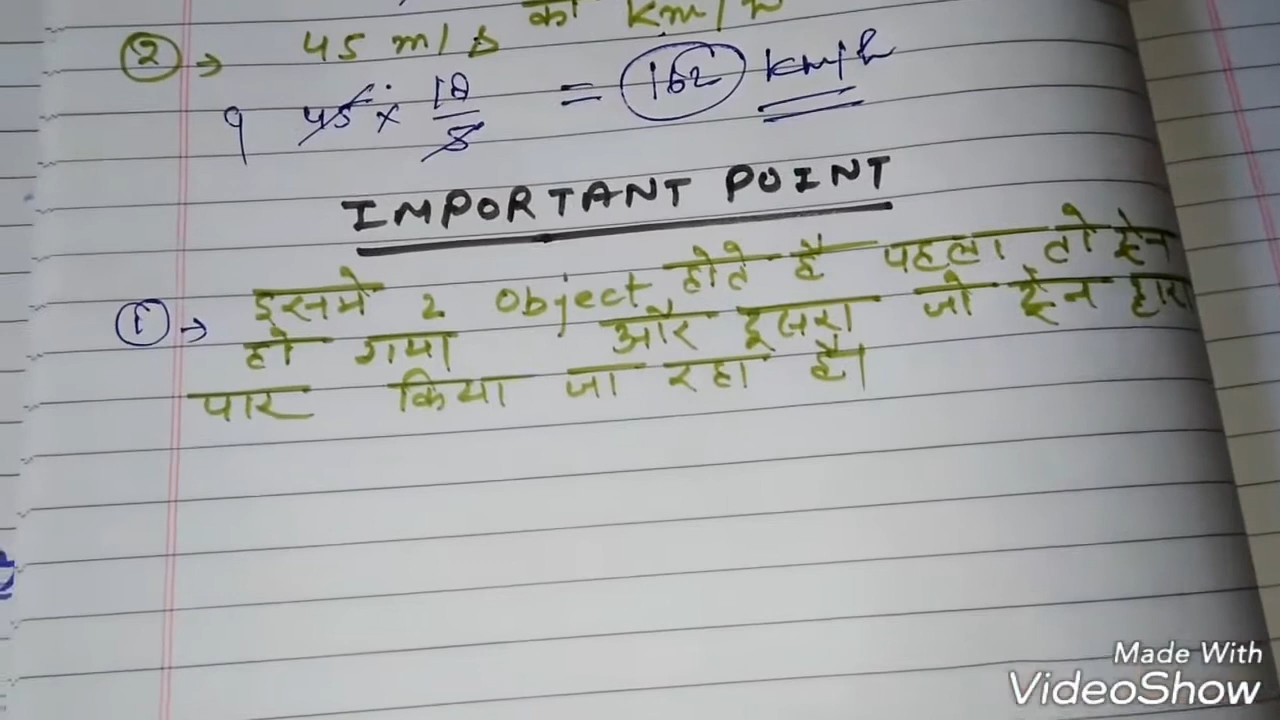 ② → 45 m/s को km/h
9 45 × 18/5 = 162 km/h
IMPORTANT POINT
① → इसमे 2 object होते है पहला तो ट्रेन
हो गया और दूसरा जो ट्रेन द्वारा
पार किया जा रहा है।
Made With
VideoShow